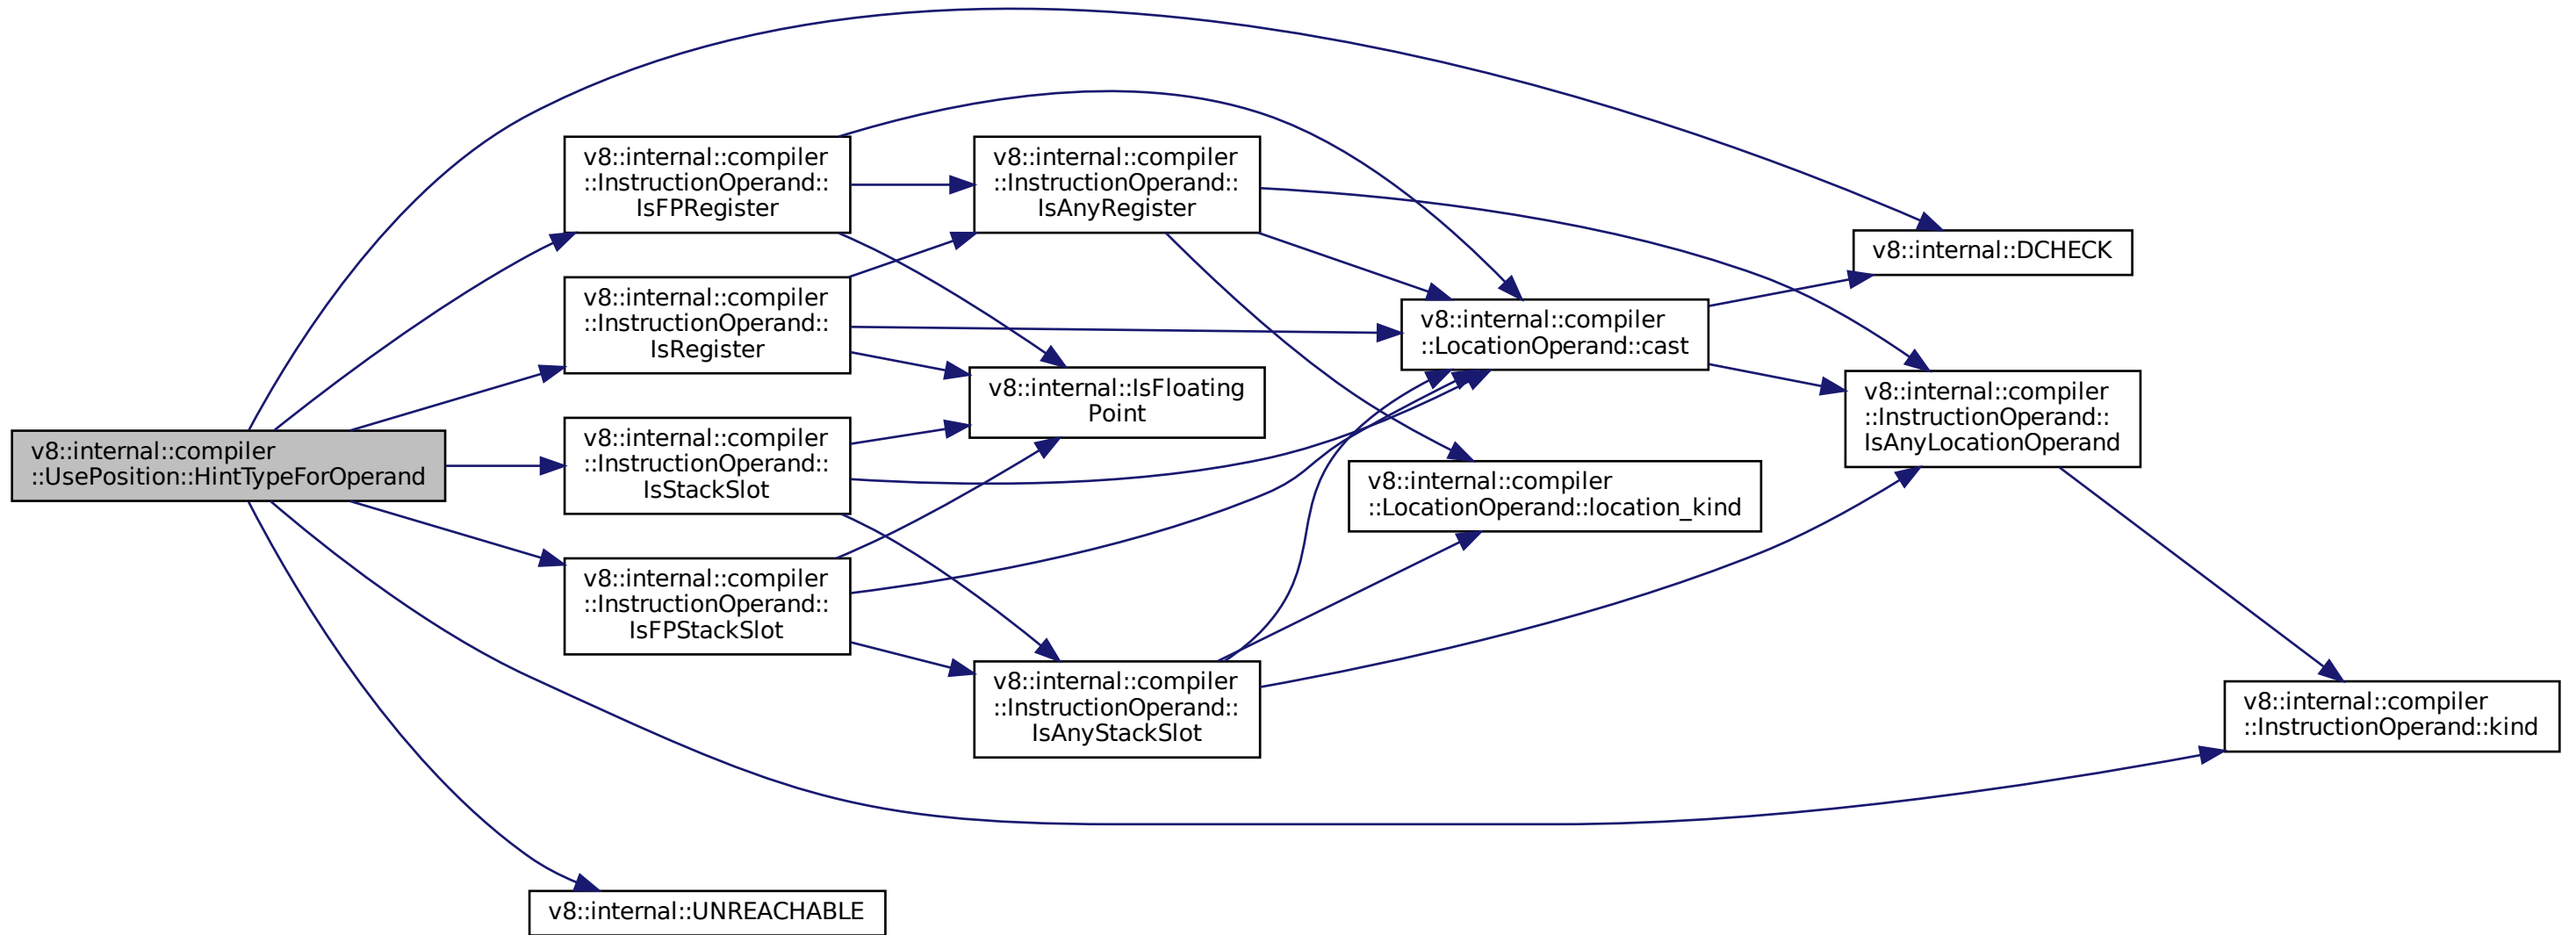 v8::internal::compiler
::UsePosition::HintTypeForOperand
v8::internal::compiler
::InstructionOperand::
IsFPRegister
v8::internal::compiler
::InstructionOperand::
IsRegister
v8::internal::compiler
::InstructionOperand::
IsStackSlot
v8::internal::compiler
::InstructionOperand::
IsFPStackSlot
v8::internal::UNREACHABLE
v8::internal::compiler
::InstructionOperand::
IsAnyRegister
v8::internal::IsFloating
Point
v8::internal::compiler
::InstructionOperand::
IsAnyStackSlot
v8::internal::compiler
::LocationOperand::cast
v8::internal::compiler
::LocationOperand::location_kind
v8::internal::DCHECK
v8::internal::compiler
::InstructionOperand::
IsAnyLocationOperand
v8::internal::compiler
::InstructionOperand::kind